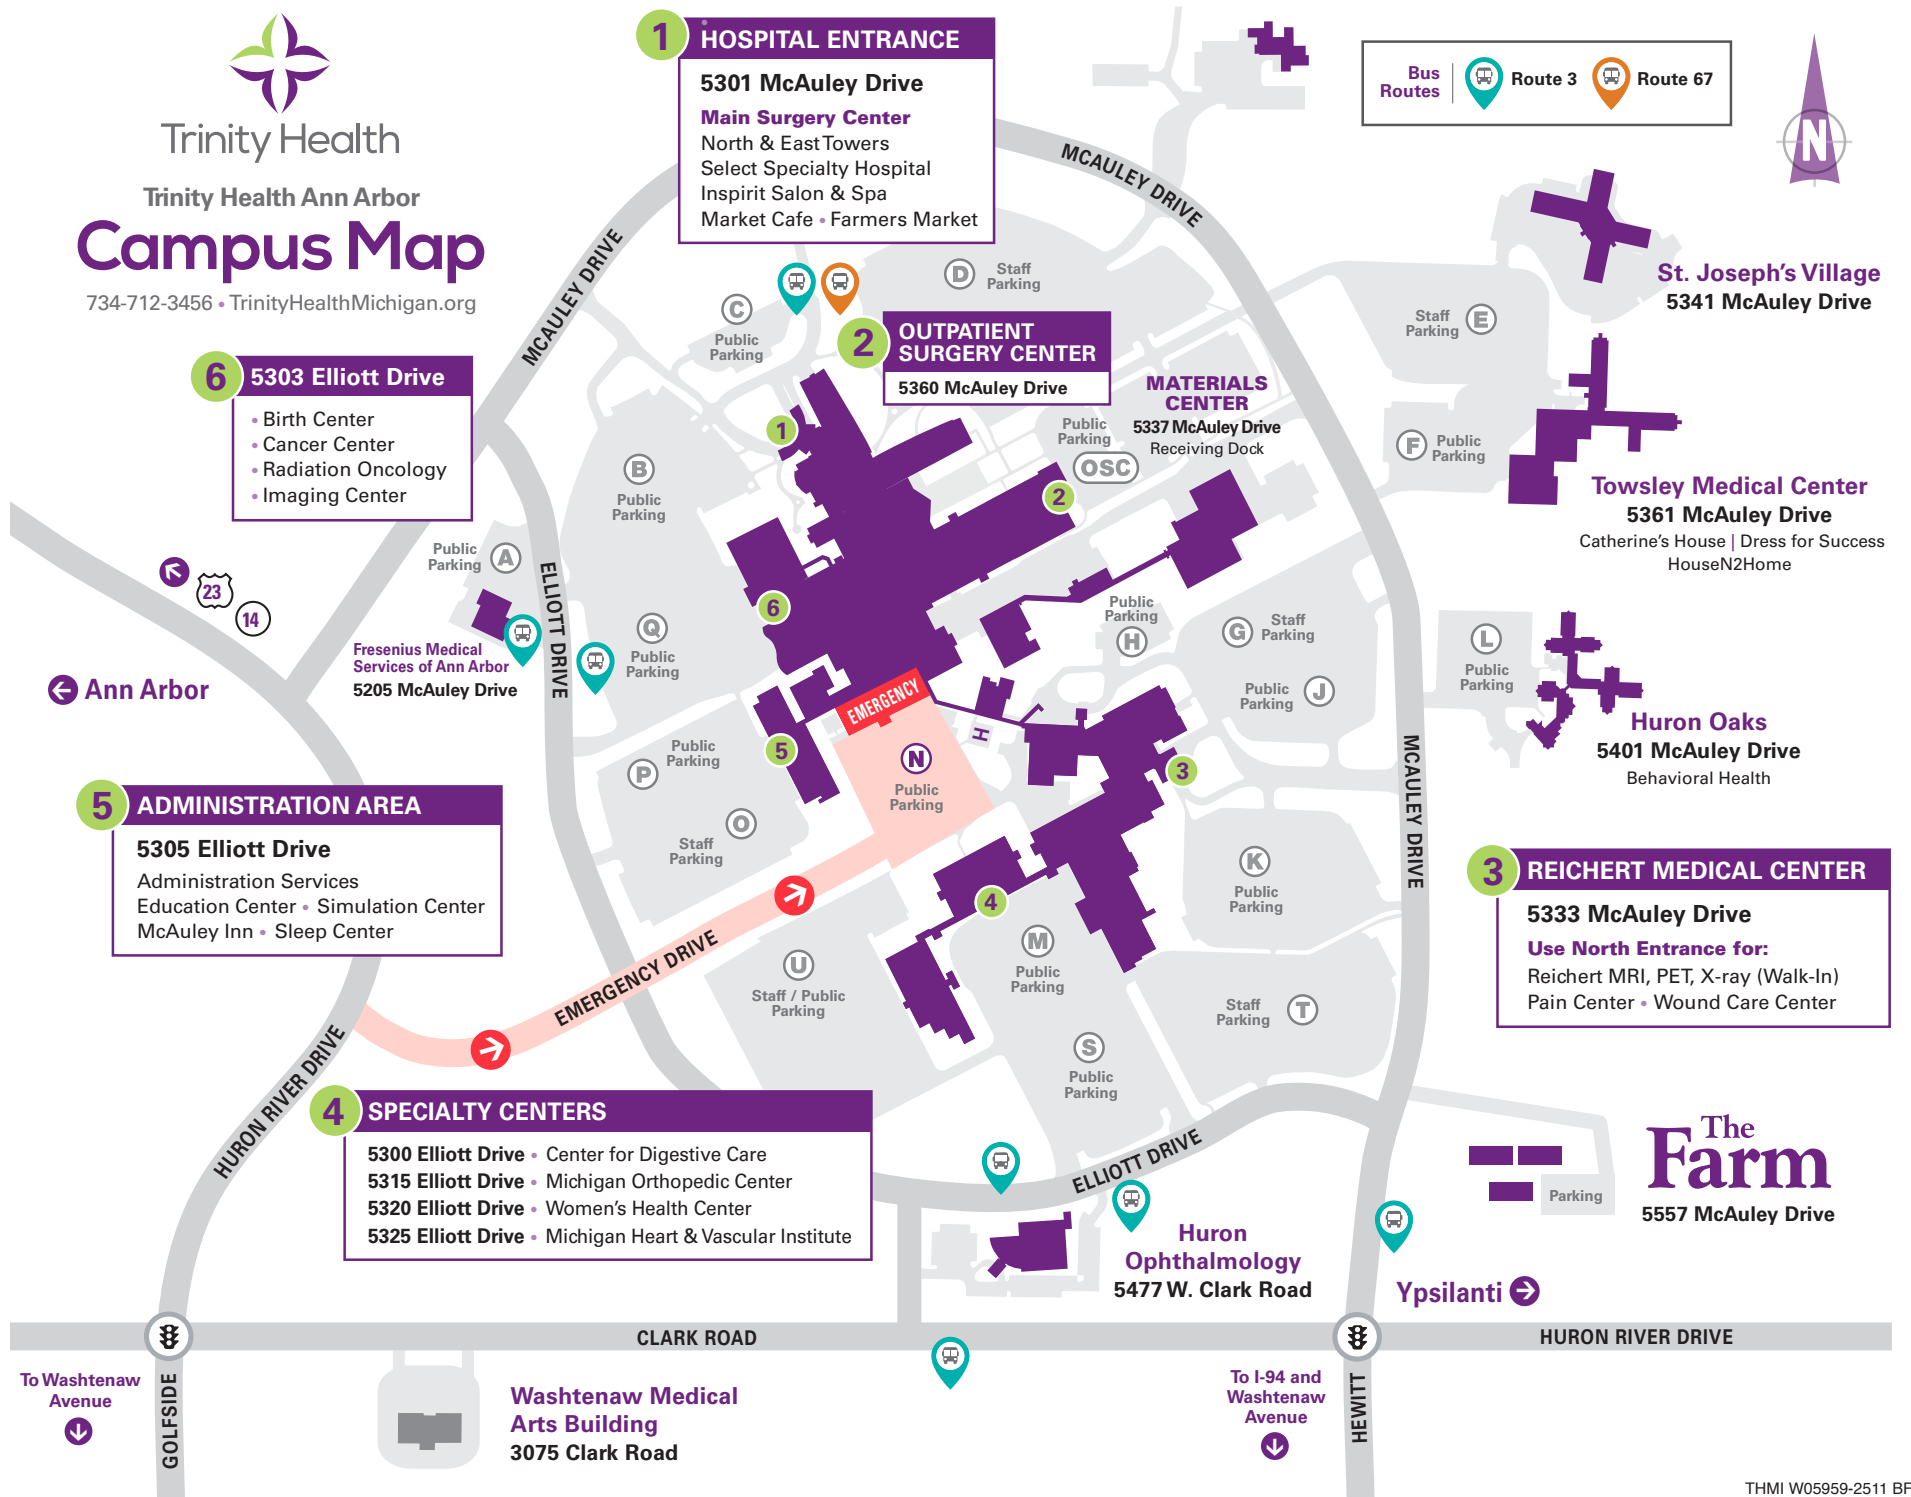 Trinity Health
Trinity Health Ann Arbor
Campus Map
734-712-3456 • TrinityHealthMichigan.org
1 HOSPITAL ENTRANCE
5301 McAuley Drive
Main Surgery Center
North & East Towers
Select Specialty Hospital
Inspirit Salon & Spa
Market Cafe • Farmers Market
Bus
Routes
Route 3
Route 67
N
MCAULEY DRIVE
MCAULEY DRIVE
St. Joseph's Village
5341 McAuley Drive
D
Staff
Parking
C
Public
Parking
2 OUTPATIENT
SURGERY CENTER
5360 McAuley Drive
Staff
Parking
E
6 5303 Elliott Drive
• Birth Center
• Cancer Center
• Radiation Oncology
• Imaging Center
MATERIALS
CENTER
5337 McAuley Drive
Receiving Dock
Public
Parking
OSC
F
Public
Parking
1
2
B
Public
Parking
Towsley Medical Center
5361 McAuley Drive
Catherine's House | Dress for Success
HouseN2Home
Public
Parking
A
ELLIOTT DRIVE
23
14
6
Public
Parking
H
G
Staff
Parking
L
Public
Parking
Q
Public
Parking
Fresenius Medical
Services of Ann Arbor
5205 McAuley Drive
Ann Arbor
EMERGENCY
Public
Parking
J
Huron Oaks
5401 McAuley Drive
Behavioral Health
H
5
3
N
Public
Parking
Public
Parking
P
O
Staff
Parking
MCAULEY DRIVE
5 ADMINISTRATION AREA
5305 Elliott Drive
Administration Services
Education Center • Simulation Center
McAuley Inn • Sleep Center
K
Public
Parking
3 REICHERT MEDICAL CENTER
5333 McAuley Drive
Use North Entrance for:
Reichert MRI, PET, X-ray (Walk-In)
Pain Center • Wound Care Center
4
M
Public
Parking
U
Staff / Public
Parking
EMERGENCY DRIVE
Staff
Parking
T
S
Public
Parking
HURON RIVER DRIVE
4 SPECIALTY CENTERS
5300 Elliott Drive • Center for Digestive Care
5315 Elliott Drive • Michigan Orthopedic Center
5320 Elliott Drive • Women's Health Center
5325 Elliott Drive • Michigan Heart & Vascular Institute
ELLIOTT DRIVE
The
Farm
5557 McAuley Drive
Parking
Huron
Ophthalmology
5477 W. Clark Road
Ypsilanti
CLARK ROAD
HURON RIVER DRIVE
To Washtenaw
Avenue
GOLFSIDE
Washtenaw Medical
Arts Building
3075 Clark Road
To I-94 and
Washtenaw
Avenue
HEWITT
THMI W05959-2511 BF